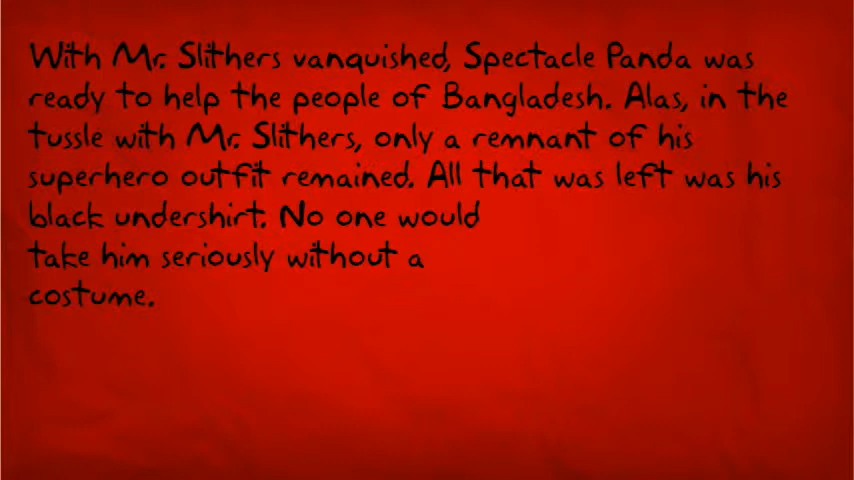 With Mr. Slithers vanquished, Spectacle Panda was
ready to help the people of Bangladesh. Alas, in the
tussle with Mr. Slithers, only a remnant of his
superhero outfit remained. All that was left was his
black undershirt. No one would
take him seriously without a
costume.